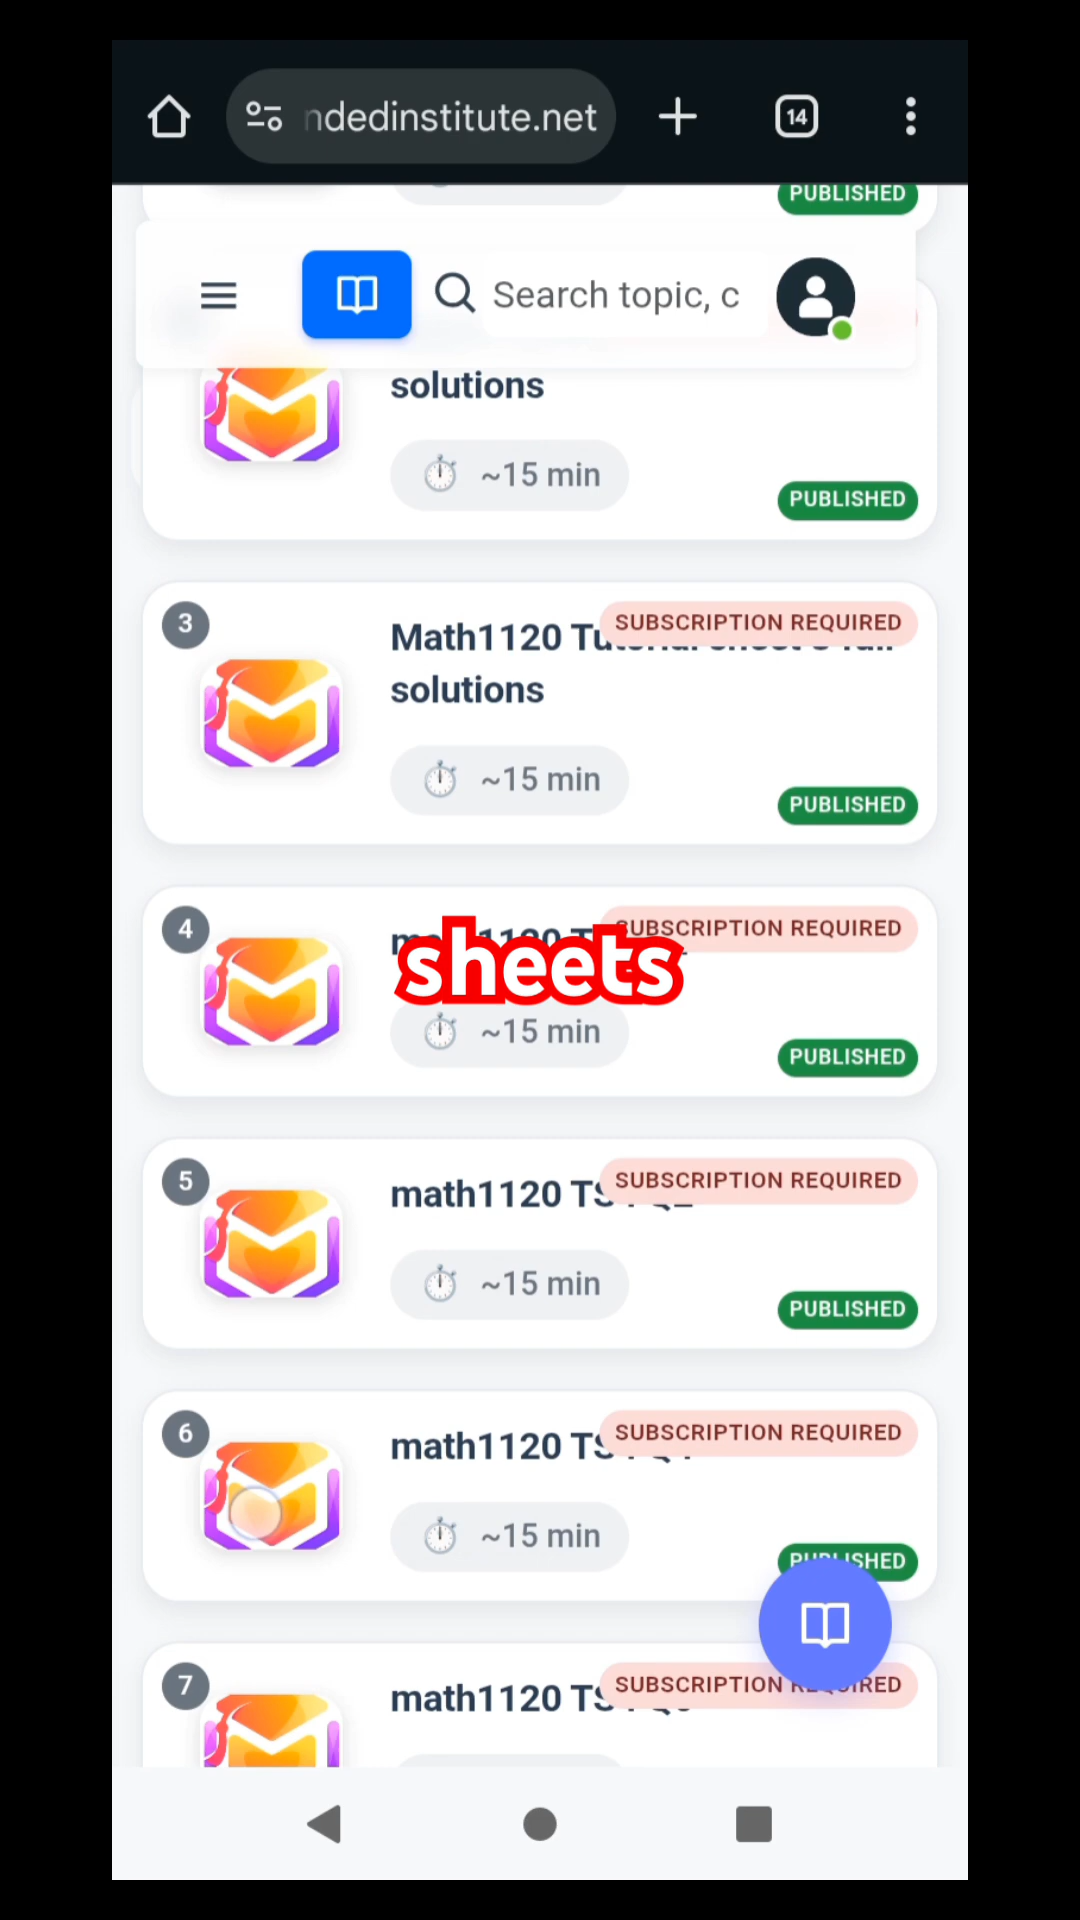 ndedinstitute.net
14
PUBLISHED
Search topic, c
solutions
~15 min
PUBLISHED
3
SUBSCRIPTION REQUIRED
Math1120
solutions
~15 min
PUBLISHED
4
SUBSCRIPTION REQUIRED
sheets
~15 min
PUBLISHED
5
SUBSCRIPTION REQUIRED
math1120
~15 min
PUBLISHED
6
SUBSCRIPTION REQUIRED
math1120
~15 min
PUBLISHED
7
SUBSCRIPTION REQUIRED
math1120